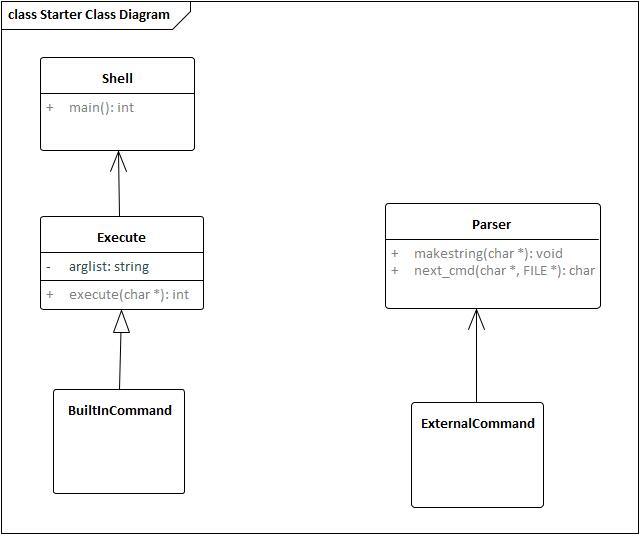 class Starter Class Diagram
Shell
+ main(): int
Execute
- arglist: string
+ execute(char *): int
Parser
+ makestring(char *): void
+ next_cmd(char *, FILE *): char
BuiltInCommand
ExternalCommand